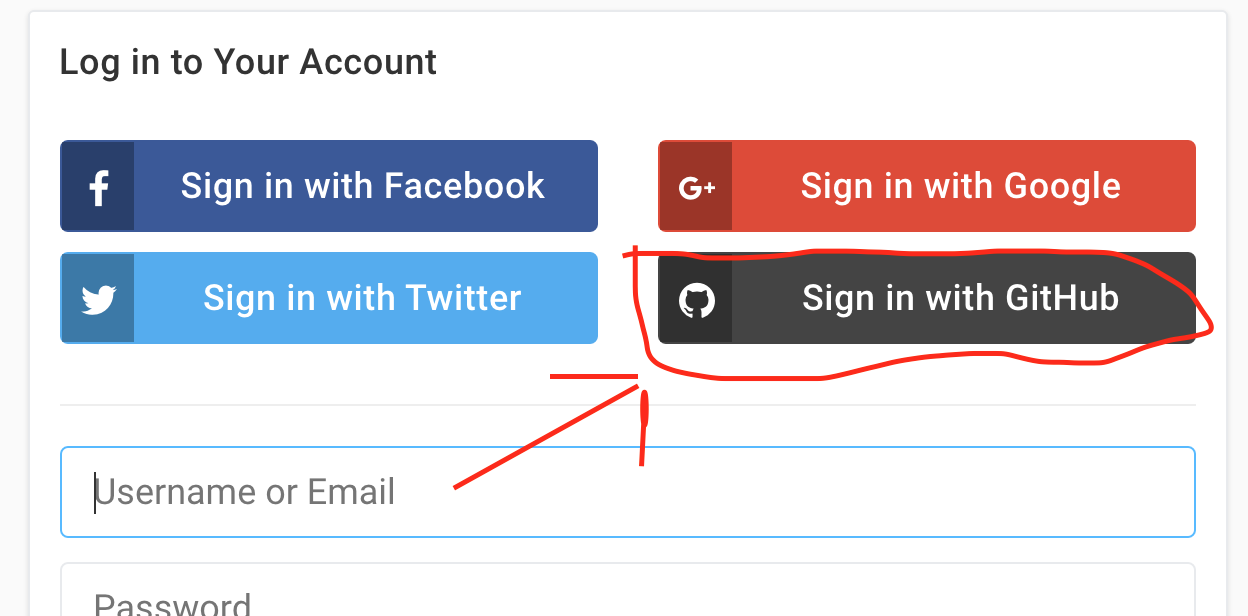 Log in to Your Account
Sign in with Facebook
G+ Sign in with Google
Sign in with Twitter
Sign in with GitHub
Username or Email
Password